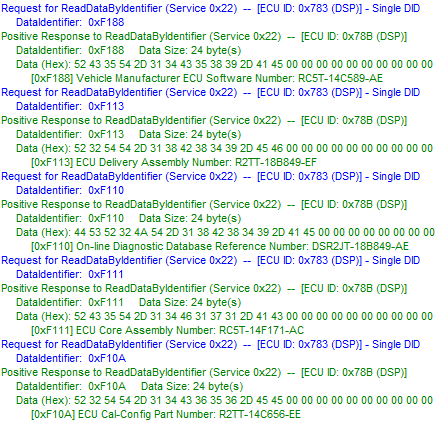 Request for ReadDataByIdentifier (Service 0x22)  --  [ECU ID: 0x783 (DSP)] - Single DID
DataIdentifier:  0xF188
Positive Response to ReadDataByIdentifier (Service 0x22)  --  [ECU ID: 0x78B (DSP)]
DataIdentifier:  0xF188     Data Size: 24 byte(s)
Data (Hex): 52 43 35 54 2D 31 34 43 35 38 39 2D 41 45 00 00 00 00 00 00 00 00 00 00
[0xF188] Vehicle Manufacturer ECU Software Number: RC5T-14C589-AE
Request for ReadDataByIdentifier (Service 0x22)  --  [ECU ID: 0x783 (DSP)] - Single DID
DataIdentifier:  0xF113
Positive Response to ReadDataByIdentifier (Service 0x22)  --  [ECU ID: 0x78B (DSP)]
DataIdentifier:  0xF113     Data Size: 24 byte(s)
Data (Hex): 52 32 54 54 2D 31 38 42 38 34 39 2D 45 46 00 00 00 00 00 00 00 00 00 00
[0xF113] ECU Delivery Assembly Number: R2TT-18B849-EF
Request for ReadDataByIdentifier (Service 0x22)  --  [ECU ID: 0x783 (DSP)] - Single DID
DataIdentifier:  0xF110
Positive Response to ReadDataByIdentifier (Service 0x22)  --  [ECU ID: 0x78B (DSP)]
DataIdentifier:  0xF110     Data Size: 24 byte(s)
Data (Hex): 44 53 52 32 4A 54 2D 31 38 42 38 34 39 2D 41 45 00 00 00 00 00 00 00 00
[0xF110] On-line Diagnostic Database Reference Number: DSR2JT-18B849-AE
Request for ReadDataByIdentifier (Service 0x22)  --  [ECU ID: 0x783 (DSP)] - Single DID
DataIdentifier:  0xF111
Positive Response to ReadDataByIdentifier (Service 0x22)  --  [ECU ID: 0x78B (DSP)]
DataIdentifier:  0xF111     Data Size: 24 byte(s)
Data (Hex): 52 43 35 54 2D 31 34 46 31 37 31 2D 41 43 00 00 00 00 00 00 00 00 00 00
[0xF111] ECU Core Assembly Number: RC5T-14F171-AC
Request for ReadDataByIdentifier (Service 0x22)  --  [ECU ID: 0x783 (DSP)] - Single DID
DataIdentifier:  0xF10A
Positive Response to ReadDataByIdentifier (Service 0x22)  --  [ECU ID: 0x78B (DSP)]
DataIdentifier:  0xF10A     Data Size: 24 byte(s)
Data (Hex): 52 32 54 54 2D 31 34 43 36 35 36 2D 45 45 00 00 00 00 00 00 00 00 00 00
[0xF10A] ECU Cal-Config Part Number: R2TT-14C656-EE